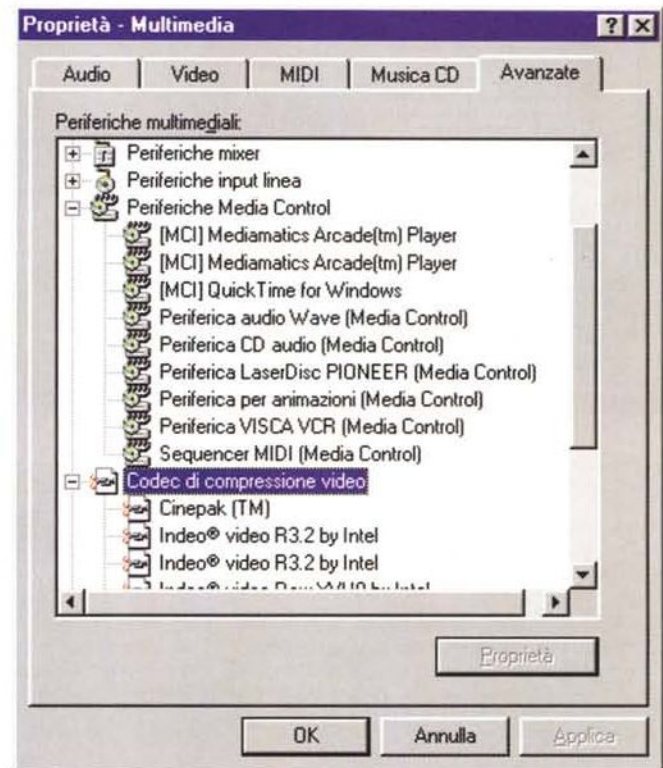 Proprietà - Multimedia
Audio
Video
MIDI
Musica CD
Avanzate
Periferiche multimediali:
Periferiche mixer
Periferiche input linea
Periferiche Media Control
[MCI] Mediamatics Arcade(tm) Player
[MCI] Mediamatics Arcade(tm) Player
[MCI] QuickTime for Windows
Periferica audio Wave (Media Control)
Periferica CD audio (Media Control)
Periferica LaserDisc PIONEER (Media Control)
Periferica per animazioni (Media Control)
Periferica VISCA VCR (Media Control)
Sequencer MIDI (Media Control)
Codec di compressione video
Cinepak (TM)
Indeo® video R3.2 by Intel
Indeo® video R3.2 by Intel
Indeo® video by Intel
Proprietà
OK
Annulla
Applica